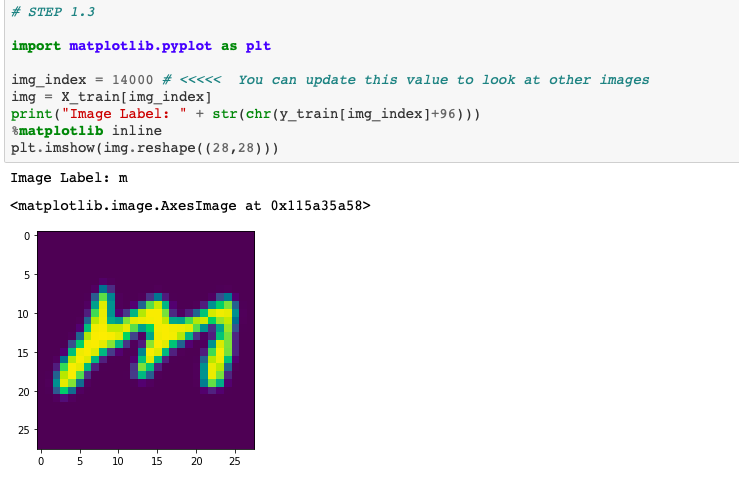 # STEP 1.3
import matplotlib.pyplot as plt
img_index = 14000 # <<<<<  You can update this value to look at other images
img = X_train[img_index]
print("Image Label: " + str(chr(y_train[img_index]+96)))
%matplotlib inline
plt.imshow(img.reshape((28,28)))
Image Label: m
<matplotlib.image.AxesImage at 0x115a35a58>
0
5
10
15
20
25
m
0 5 10 15 20 25